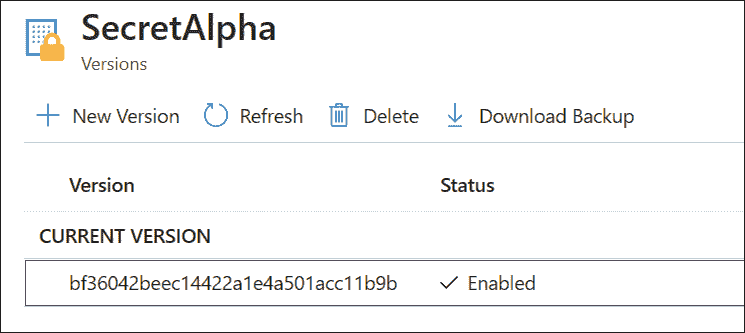 SecretAlpha
Versions
New Version Refresh Delete Download Backup
Version Status
CURRENT VERSION
bf36042beec14422a1e4a501acc11b9b Enabled